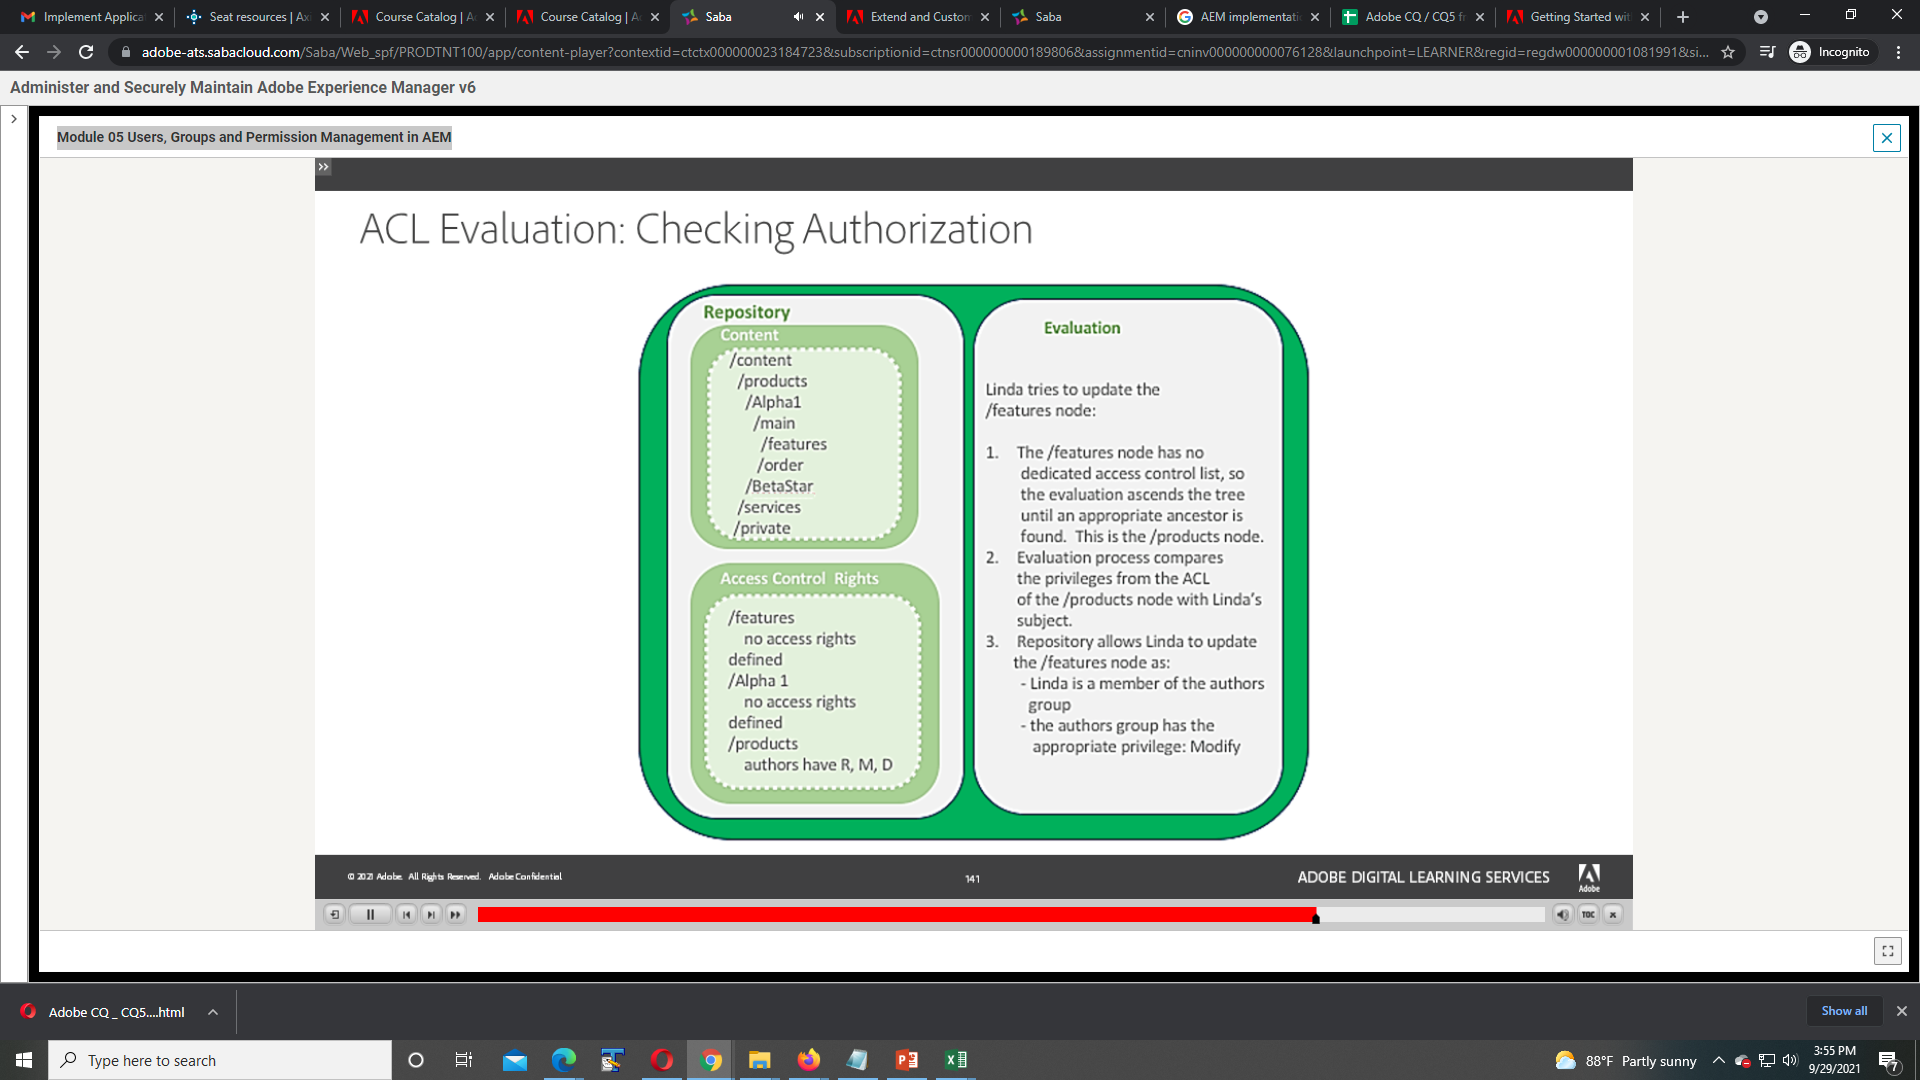 Implement Applica
Seat resources | Ax
Course Catalog | A
Course Catalog | A
Saba
Extend and Custom
Saba
AEM implementati
Adobe CQ / CQ5 f
Getting Started wit
adobe-ats.sabacloud.com/Saba/Web_spf/PRODTNT100/app/content-player?contextid=ctctx000000023184723&subscriptionid=ctnsr000000000189806&assignmentid=cninv000000000076128&launchpoint=LEARNER&regid=regdw000000001081991&si...
Incognito
Administer and Securely Maintain Adobe Experience Manager v6
Module 05 Users, Groups and Permission Management in AEM
ACL Evaluation: Checking Authorization
Repository
Content
/content
/products
/Alpha1
/main
/features
/order
/BetaStar
/services
/private
Access Control Rights
/features
no access rights
defined
/Alpha 1
no access rights
defined
/products
authors have R, M, D
Evaluation
Linda tries to update the
/features node:
1. The /features node has no
dedicated access control list, so
the evaluation ascends the tree
until an appropriate ancestor is
found. This is the /products node.
2. Evaluation process compares
the privileges from the ACL
of the /products node with Linda's
subject.
3. Repository allows Linda to update
the /features node as:
- Linda is a member of the authors
group
- the authors group has the
appropriate privilege: Modify
© 2021 Adobe. All Rights Reserved. Adobe Confidential
141
ADOBE DIGITAL LEARNING SERVICES
Adobe
TOC
Adobe CQ _ CQ5....html
Show all
Type here to search
88°F Partly sunny
3:55 PM
9/29/2021
7